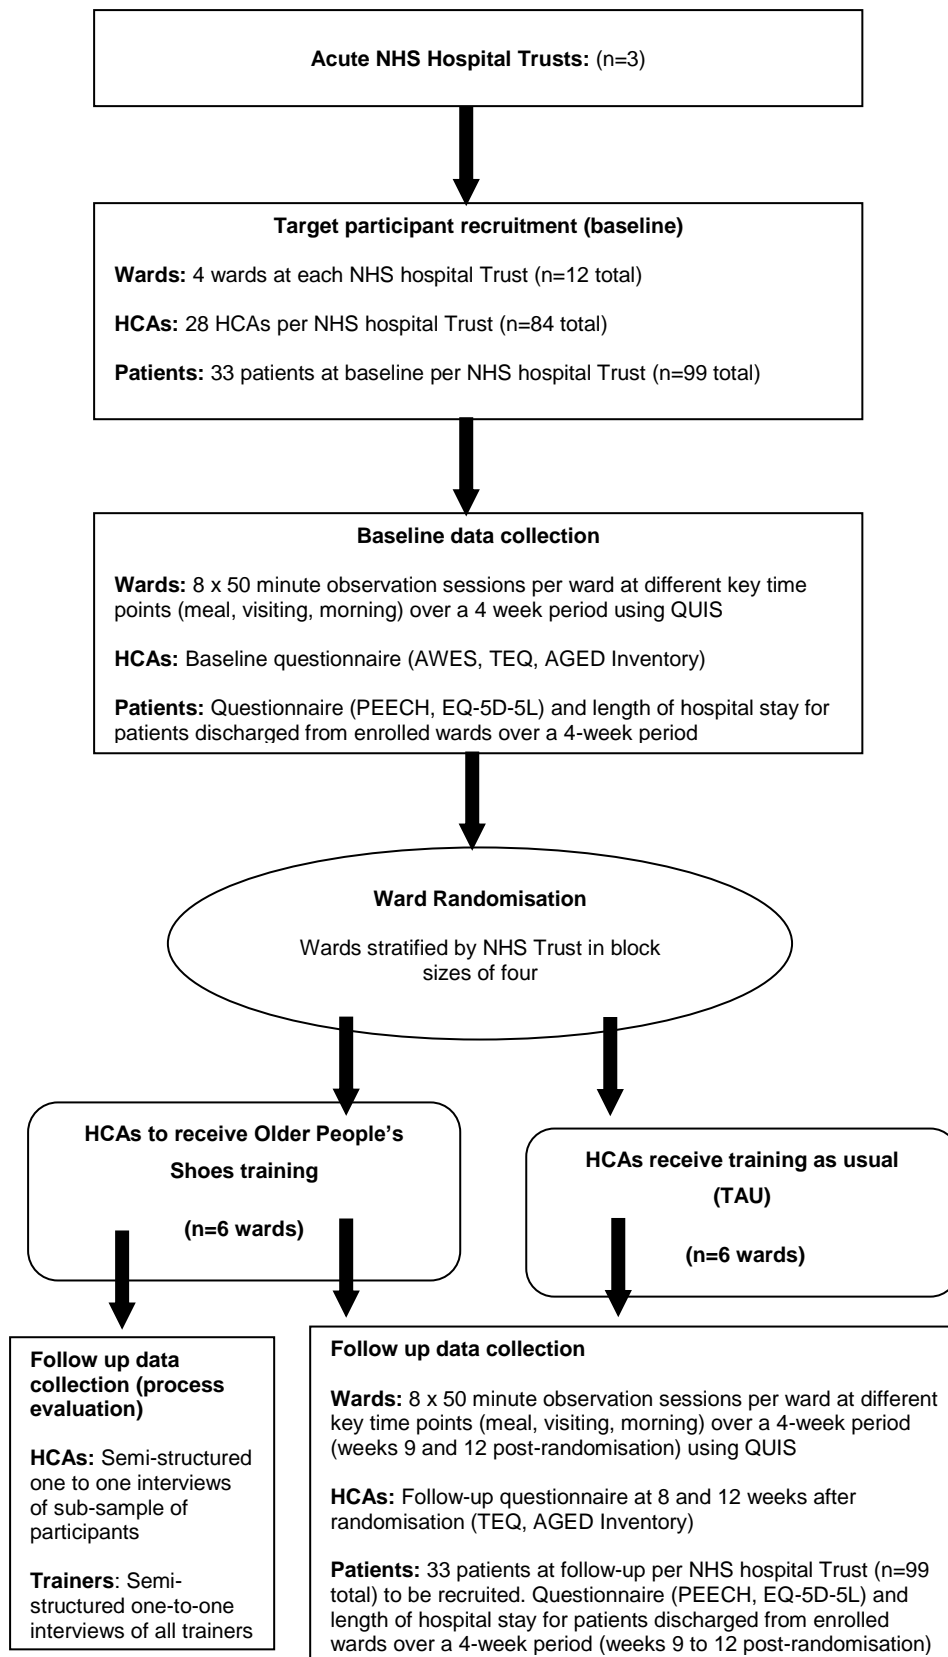 Acute NHS Hospital Trusts: (n=3)
Target participant recruitment (baseline)
Wards: 4 wards at each NHS hospital Trust (n=12 total)
HCAs: 28 HCAs per NHS hospital Trust (n=84 total)
Patients: 33 patients at baseline per NHS hospital Trust (n=99 total)
Baseline data collection
Wards: 8 x 50 minute observation sessions per ward at different key time
points (meal, visiting, morning) over a 4 week period using QUIS
HCAs: Baseline questionnaire (AWES, TEQ, AGED Inventory)
Patients: Questionnaire (PEECH, EQ-5D-5L) and length of hospital stay for
patients discharged from enrolled wards over a 4-week period
Ward Randomisation
Wards stratified by NHS Trust in block
sizes of four
HCAs to receive Older People’s
Shoes training
(n=6 wards)
HCAs receive training as usual
(TAU)
(n=6 wards)
Follow up data
collection (process
evaluation)
HCAs: Semi-structured
one to one interviews
of sub-sample of
participants
Trainers: Semi-
structured one-to-one
interviews of all trainers
Follow up data collection
Wards: 8 x 50 minute observation sessions per ward at different
key time points (meal, visiting, morning) over a 4-week period
(weeks 9 and 12 post-randomisation) using QUIS
HCAs: Follow-up questionnaire at 8 and 12 weeks after
randomisation (TEQ, AGED Inventory)
Patients: 33 patients at follow-up per NHS hospital Trust (n=99
total) to be recruited. Questionnaire (PEECH, EQ-5D-5L) and
length of hospital stay for patients discharged from enrolled
wards over a 4-week period (weeks 9 to 12 post-randomisation)